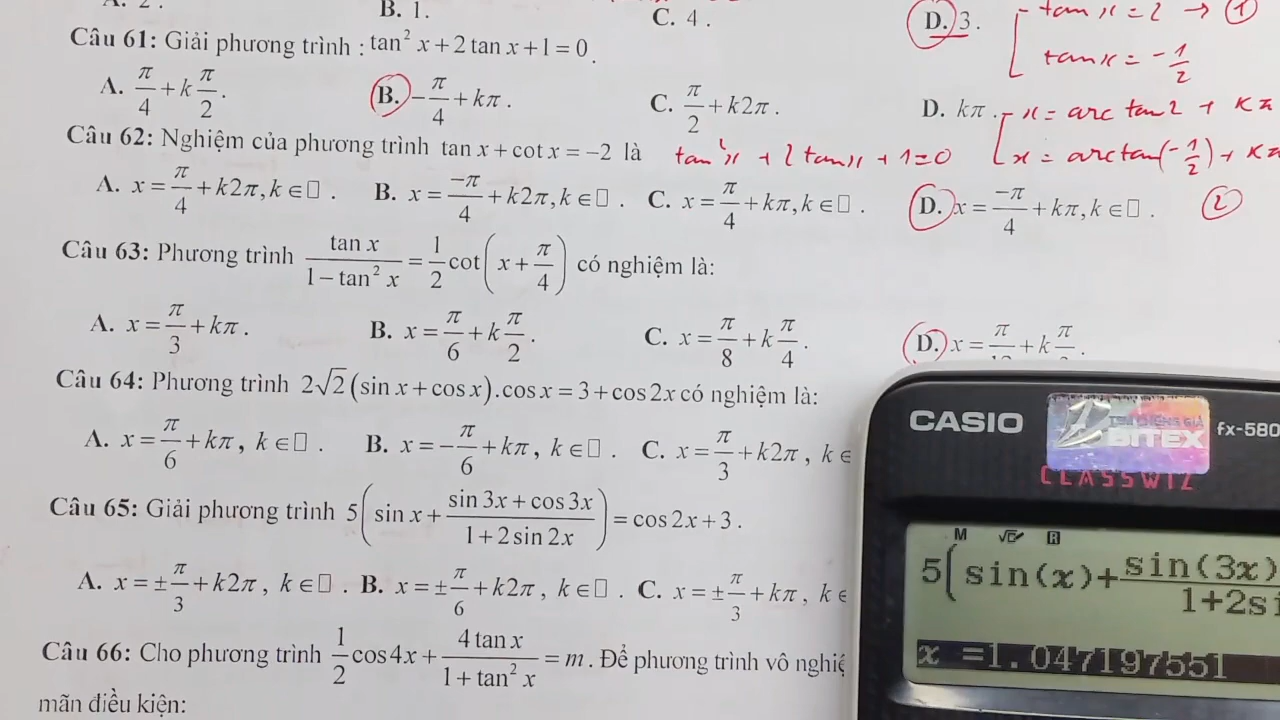 A. 2 .
B. 1.
C. 4 .
D. 3.
tan x = 2 → ①
tan x = -1/2
Câu 61: Giải phương trình : tan² x + 2 tan x + 1 = 0 .
A. π/4 + k π/2 .
B. -π/4 + kπ .
C. π/2 + k2π .
D. kπ .
x = arc tan 2 + kπ
x = arctan(-1/2) + kπ
Câu 62: Nghiệm của phương trình tan x + cot x = -2 là
tan² x + 2 tan x + 1 = 0
A. x = π/4 + k2π, k ∈ □ .
B. x = -π/4 + k2π, k ∈ □ .
C. x = π/4 + kπ, k ∈ □ .
D. x = -π/4 + kπ, k ∈ □ .
②
Câu 63: Phương trình tan x/(1 - tan² x) = 1/2 cot(x + π/4) có nghiệm là:
A. x = π/3 + kπ .
B. x = π/6 + k π/2 .
C. x = π/8 + k π/4 .
D. x = π/ + k π/ .
Câu 64: Phương trình 2√2 (sin x + cos x).cos x = 3 + cos 2x có nghiệm là:
A. x = π/6 + kπ , k ∈ □ .
B. x = -π/6 + kπ , k ∈ □ .
C. x = π/3 + k2π , k ∈
Câu 65: Giải phương trình 5(sin x + (sin 3x + cos 3x)/(1 + 2 sin 2x)) = cos 2x + 3 .
A. x = ±π/3 + k2π , k ∈ □ .
B. x = ±π/6 + k2π , k ∈ □ .
C. x = ±π/3 + kπ , k ∈
Câu 66: Cho phương trình 1/2 cos 4x + 4 tan x/(1 + tan² x) = m . Để phương trình vô nghiệ
mãn điều kiện:
CASIO
BITEX
fx-580
CLASSWIZ
M √ R
5(sin(x)+sin(3x)/1+2si
x =1.047197551